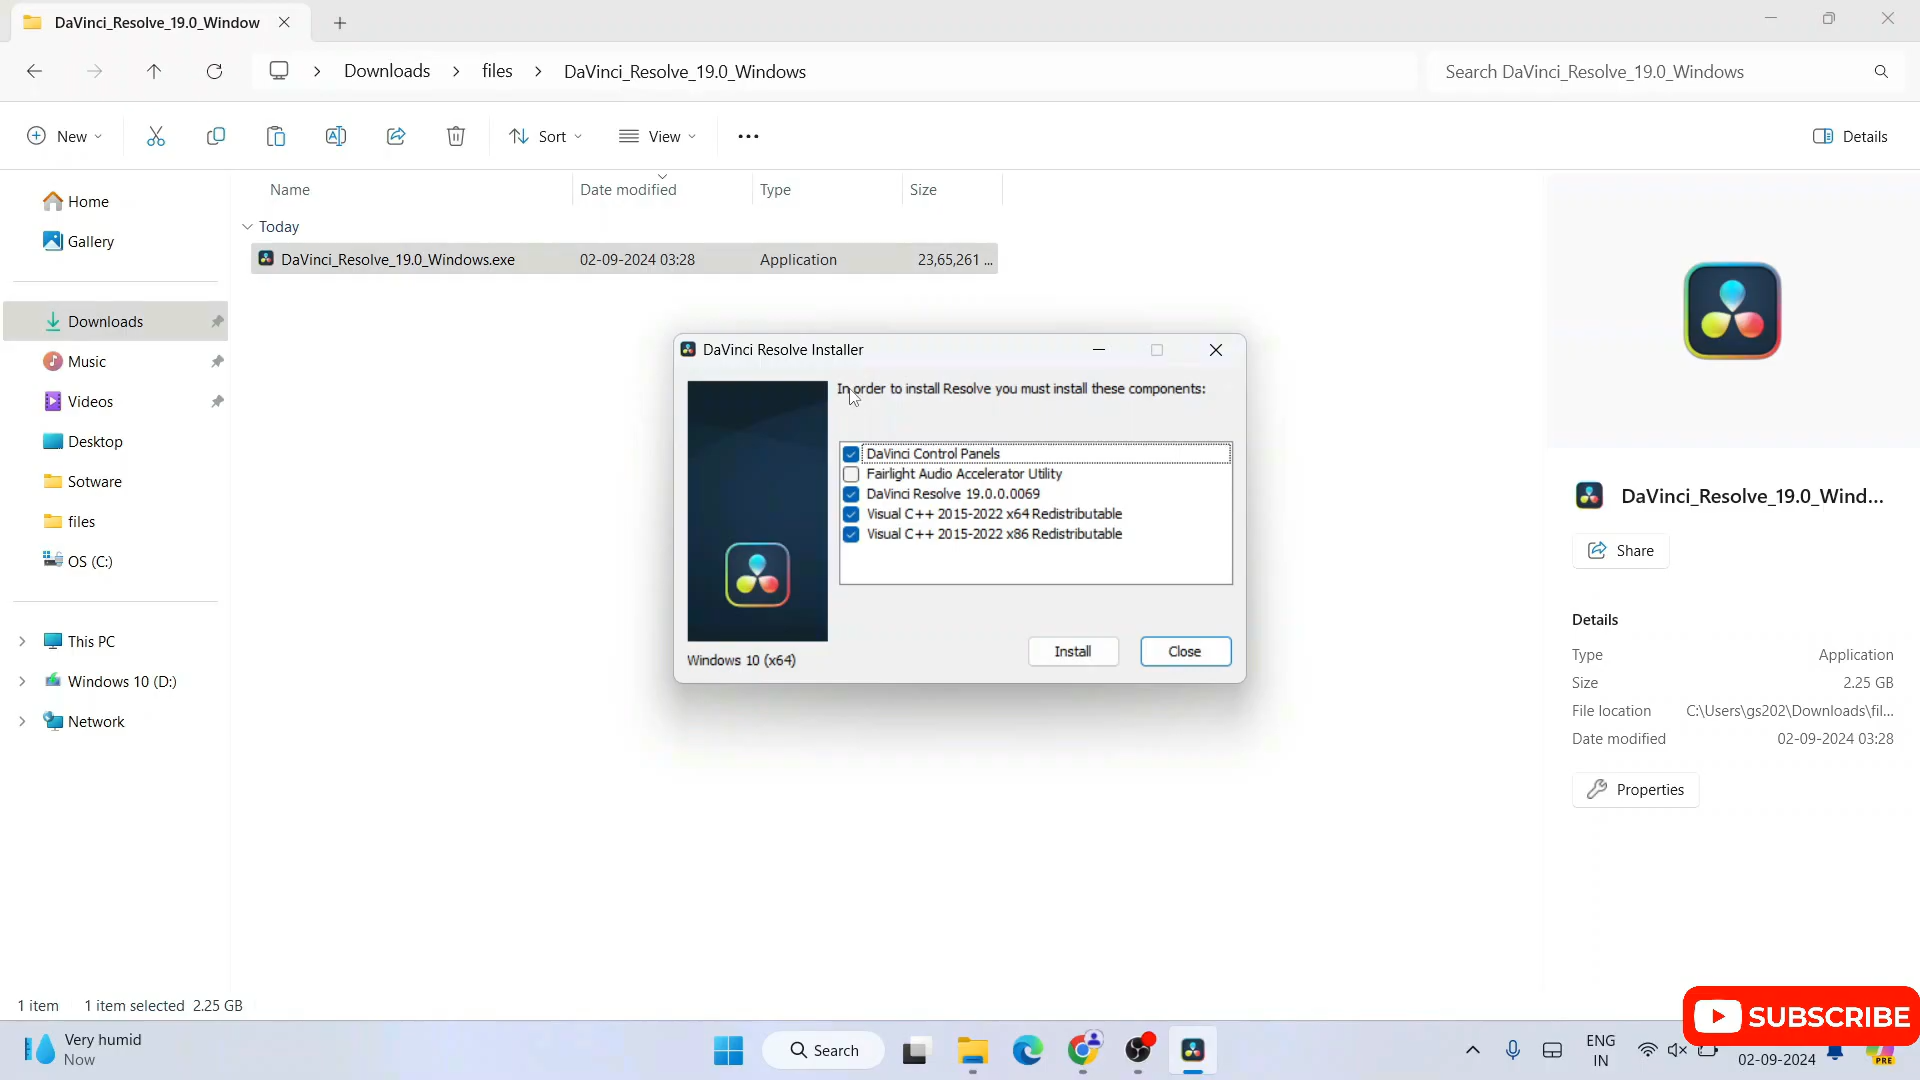 DaVinci_Resolve_19.0_Window
Downloads > files > DaVinci_Resolve_19.0_Windows
Search DaVinci_Resolve_19.0_Windows
New
Sort
View
Details
Home
Gallery
Downloads
Music
Videos
Desktop
Sotware
files
OS (C:)
This PC
Windows 10 (D:)
Network
Name Date modified Type Size
Today
DaVinci_Resolve_19.0_Windows.exe 02-09-2024 03:28 Application 23,65,261 ...
DaVinci Resolve Installer
In order to install Resolve you must install these components:
DaVinci Control Panels
Fairlight Audio Accelerator Utility
DaVinci Resolve 19.0.0.0069
Visual C++ 2015-2022 x64 Redistributable
Visual C++ 2015-2022 x86 Redistributable
Windows 10 (x64)
Install
Close
DaVinci_Resolve_19.0_Wind...
Share
Details
Type Application
Size 2.25 GB
File location C:\Users\gs202\Downloads\fil...
Date modified 02-09-2024 03:28
Properties
1 item 1 item selected 2.25 GB
SUBSCRIBE
Very humid
Now
Search
ENG
IN
02-09-2024
PRE